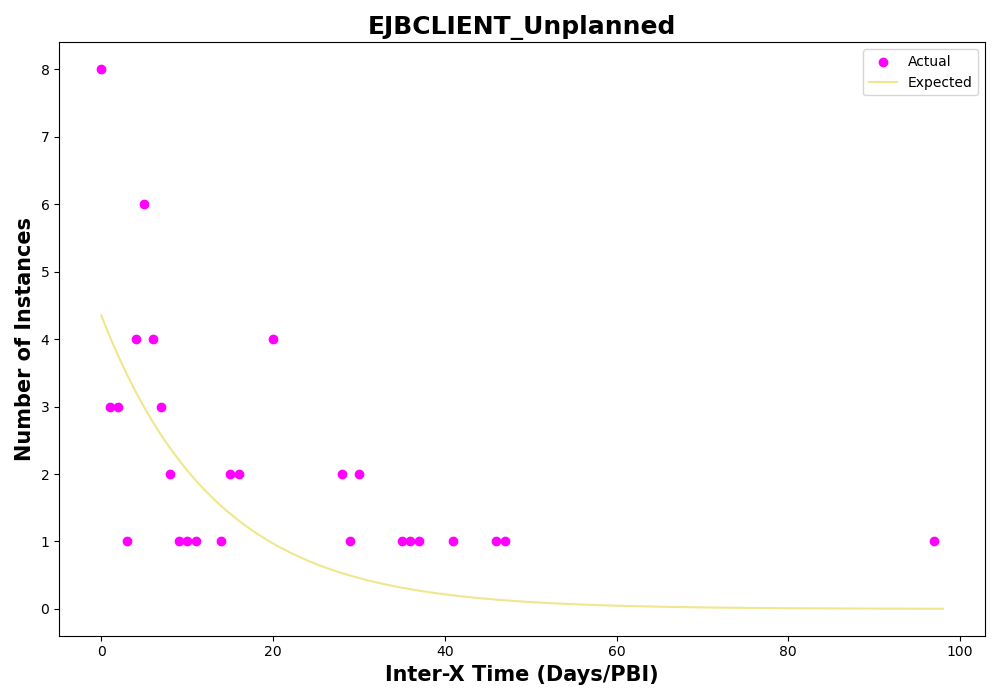 EJBCLIENT_Unplanned
Actual
Expected
Number of Instances
8
7
6
5
4
3
2
1
0
0 20 40 60 80 100
Inter-X Time (Days/PBI)